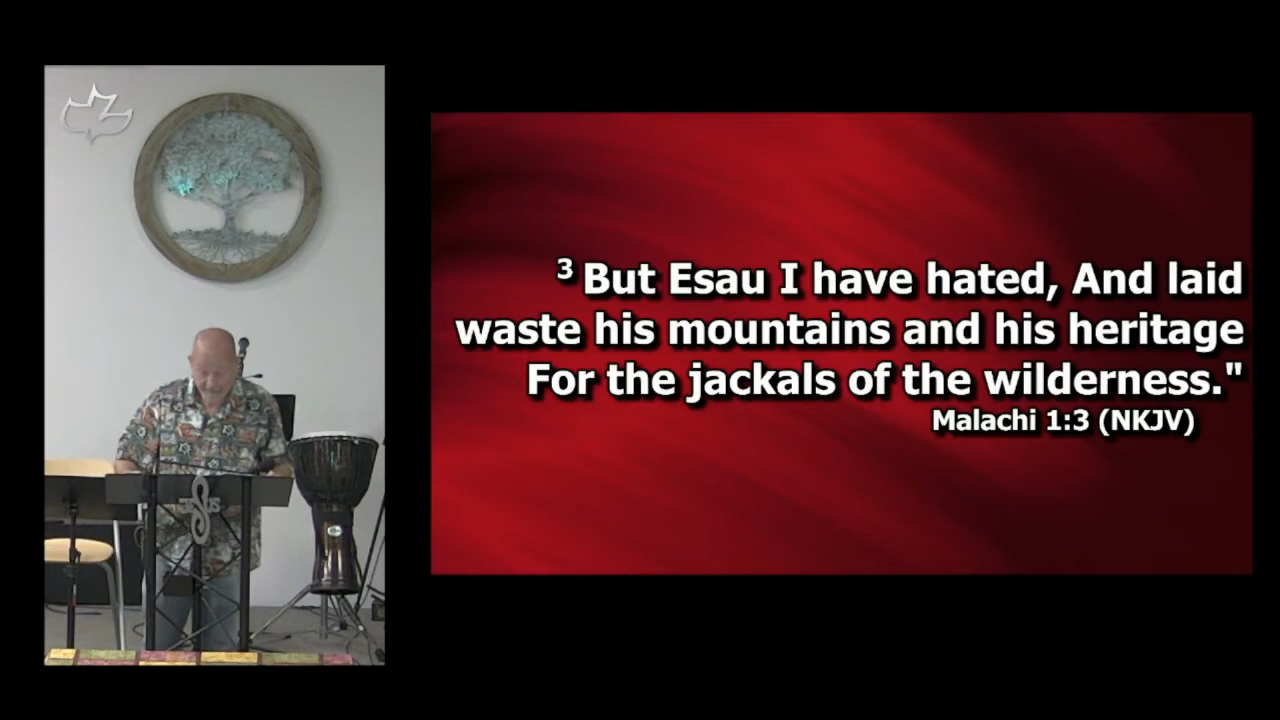 JESUS
3 But Esau I have hated, And laid
waste his mountains and his heritage
For the jackals of the wilderness."
Malachi 1:3 (NKJV)